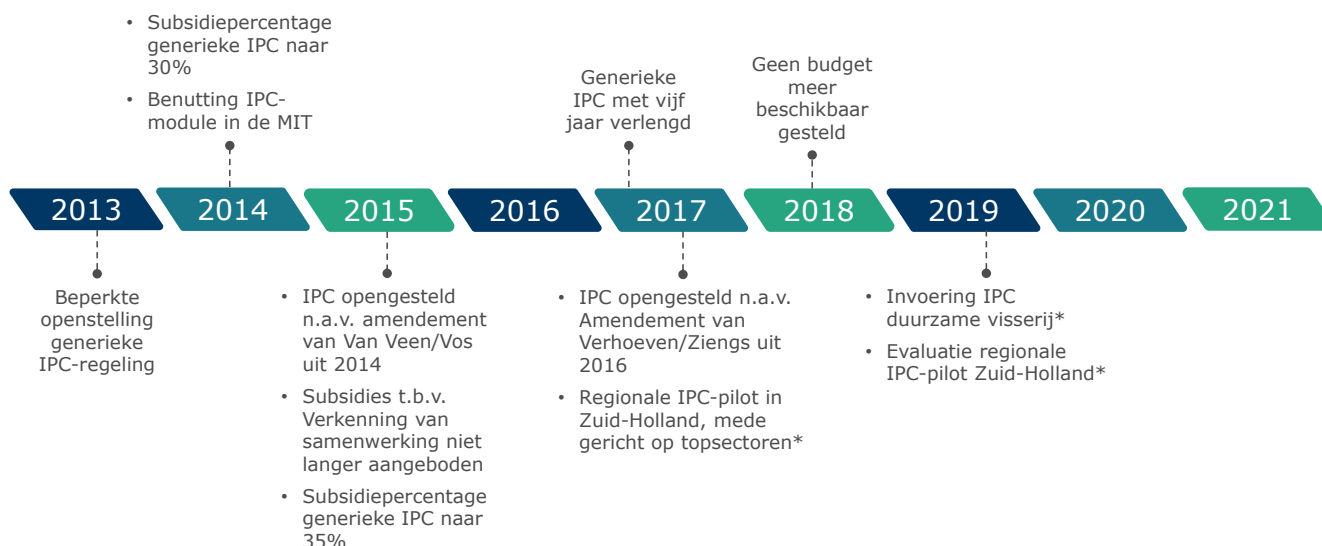 • Subsidiepercentage
generieke IPC naar
30%
• Benutting IPC-
module in de MIT
Generieke
IPC met vijf
jaar verlengd
Geen budget
meer
beschikbaar
gesteld
2013
2014
2015
2016
2017
2018
2019
2020
2021
Beperkte
openstelling
generieke
IPC-regeling
• IPC opengesteld
n.a.v. amendement
van Van Veen/Vos
uit 2014
• Subsidies t.b.v.
Verkenning van
samenwerking niet
langer aangeboden
• Subsidiepercentage
generieke IPC naar
35%
• IPC opengesteld n.a.v.
Amendement van
Verhoeven/Ziengs uit
2016
• Regionale IPC-pilot in
Zuid-Holland, mede
gericht op topsectoren*
• Invoering IPC
duurzame visserij*
• Evaluatie regionale
IPC-pilot Zuid-Holland*